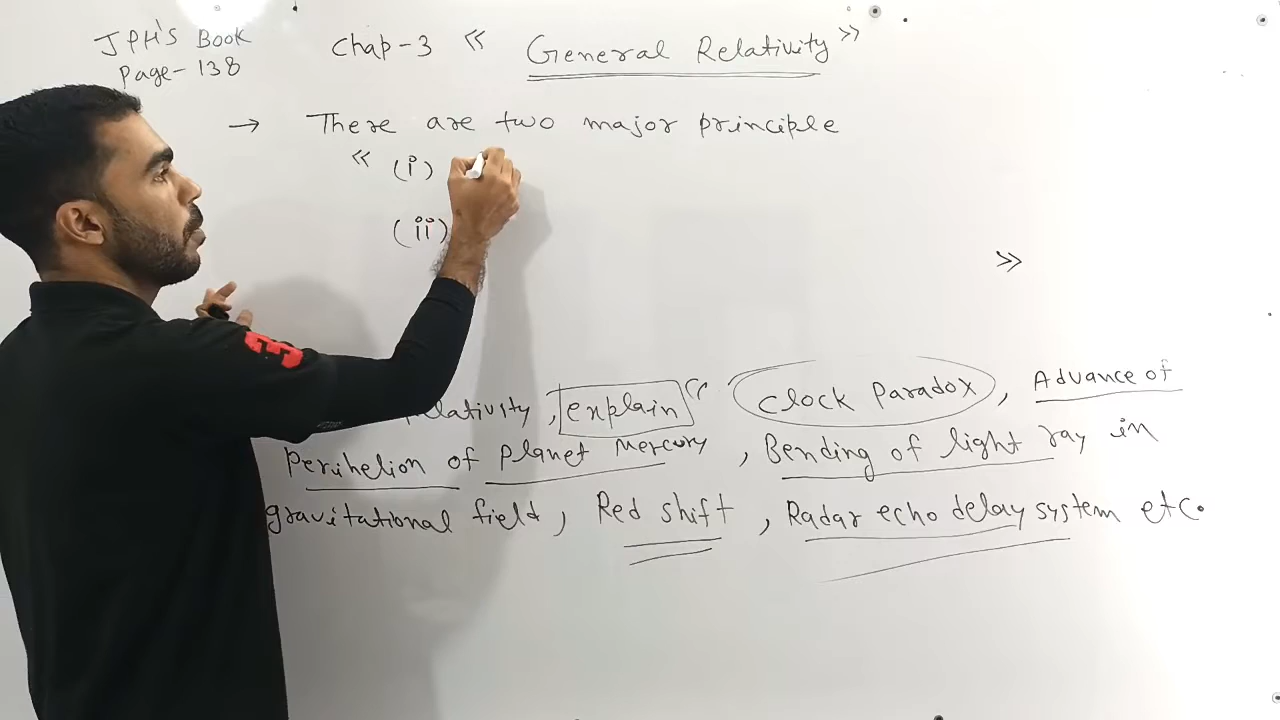 JPH'S Book
Page-138
Chap-3 « General Relativity »
→ There are two major principle
« (i)
(ii)
»
3
, explain “ Clock Paradox , Advance of
Perihelion of planet Mercury , Bending of light ray in
gravitational field , Red shift , Radar echo delay system etc.